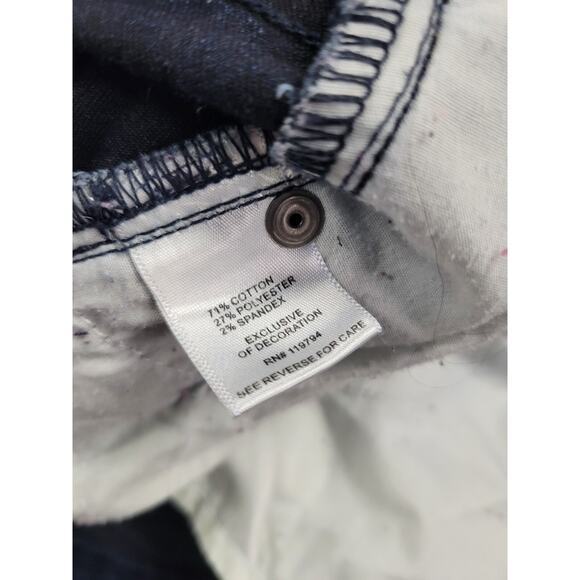 71% COTTON
27% POLYESTER
2% SPANDEX
EXCLUSIVE
OF DECORATION
RN# 119794
SEE REVERSE FOR CARE